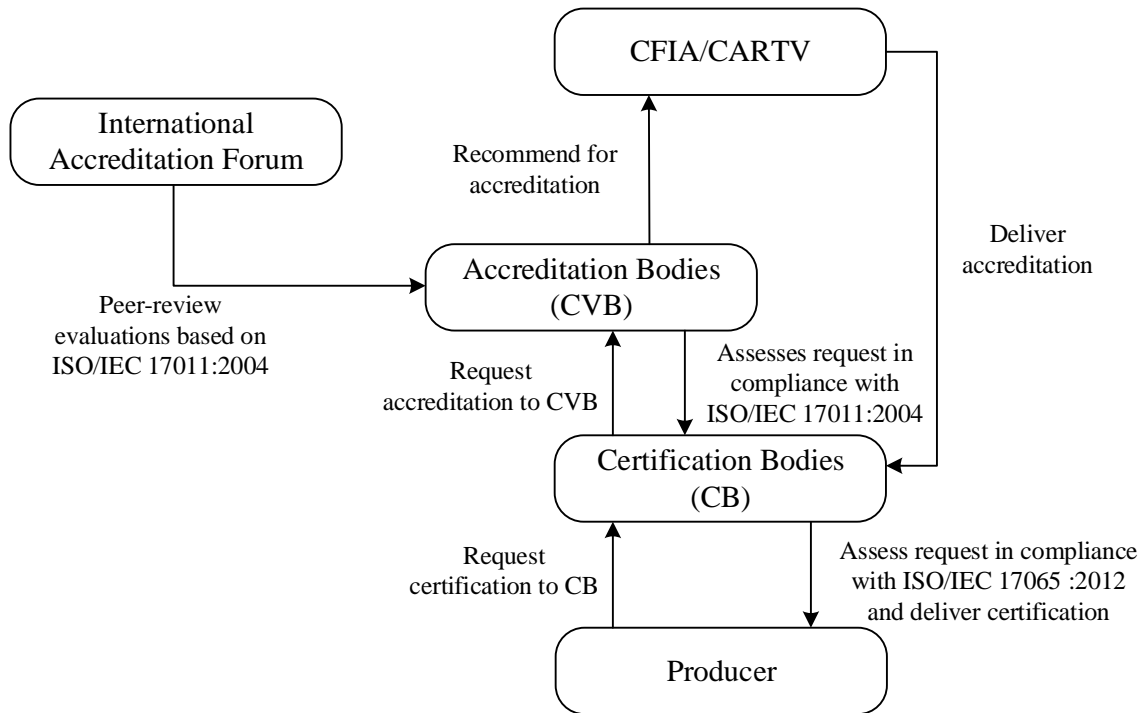 CFIA/CARTV
International
Accreditation Forum
Recommend for
accreditation
Deliver
accreditation
Accreditation Bodies
(CVB)
Peer-review
evaluations based on
ISO/IEC 17011:2004
Request
accreditation to CVB
Assesses request in
compliance with
ISO/IEC 17011:2004
Certification Bodies
(CB)
Request
certification to CB
Assess request in compliance
with ISO/IEC 17065 :2012
and deliver certification
Producer